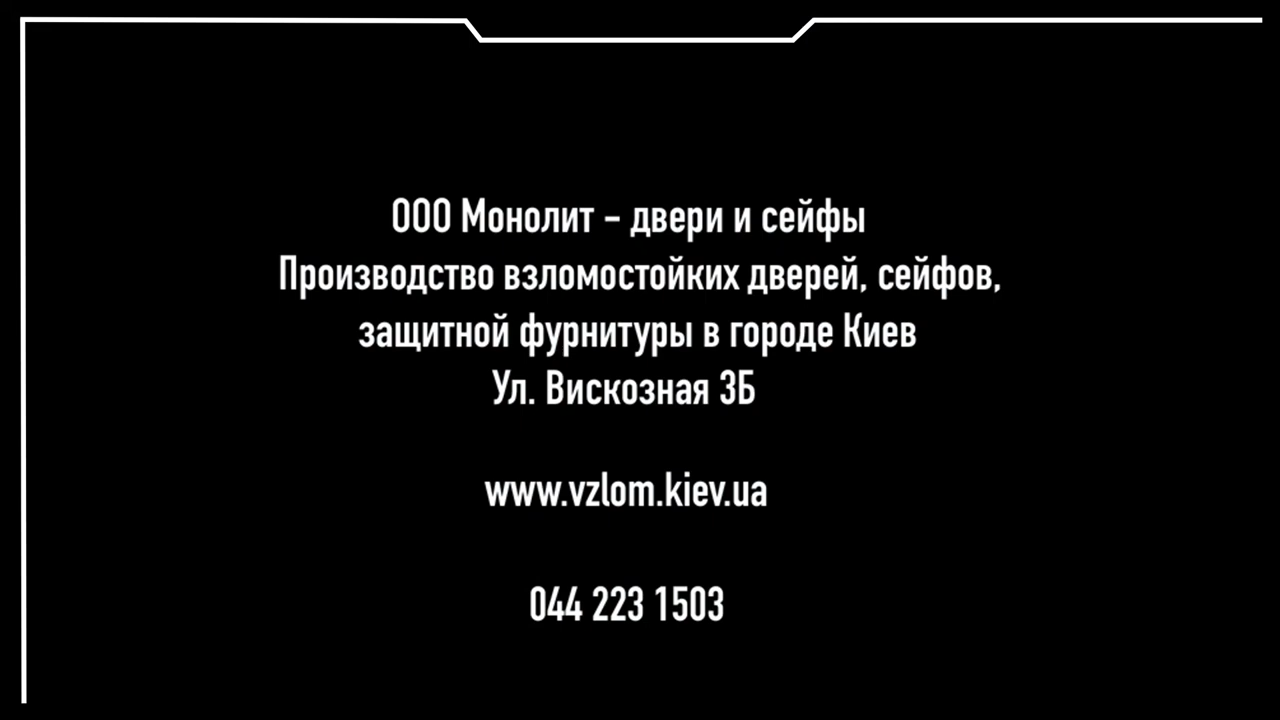 ООО Монолит – двери и сейфы
Производство взломостойких дверей, сейфов,
защитной фурнитуры в городе Киев
Ул. Вискозная 3Б
www.vzlom.kiev.ua
044 223 1503